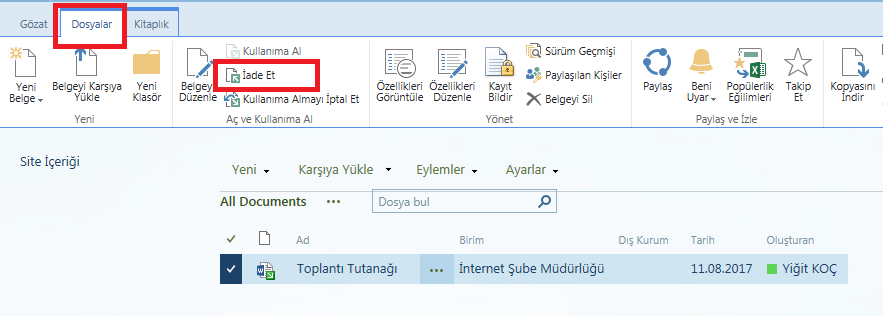 Gözat Dosyalar Kitaplık
Yeni Belge
Belgeyi Karşıya Yükle
Yeni Klasör
Yeni
Belgeyi Düzenle
Kullanıma Al
İade Et
Kullanıma Almayı İptal Et
Aç ve Kullanıma Al
Özellikleri Görüntüle
Özellikleri Düzenle
Kayıt Bildir
Sürüm Geçmişi
Paylaşılan Kişiler
Belgeyi Sil
Yönet
Paylaş
Beni Uyar
Popülerlik Eğilimleri
Takip Et
Paylaş ve İzle
Kopyasını İndir
Site İçeriği
Yeni Karşıya Yükle Eylemler Ayarlar
All Documents ••• Dosya bul
Ad Birim Dış Kurum Tarih Oluşturan
Toplantı Tutanağı ••• İnternet Şube Müdürlüğü 11.08.2017 Yiğit KOÇ